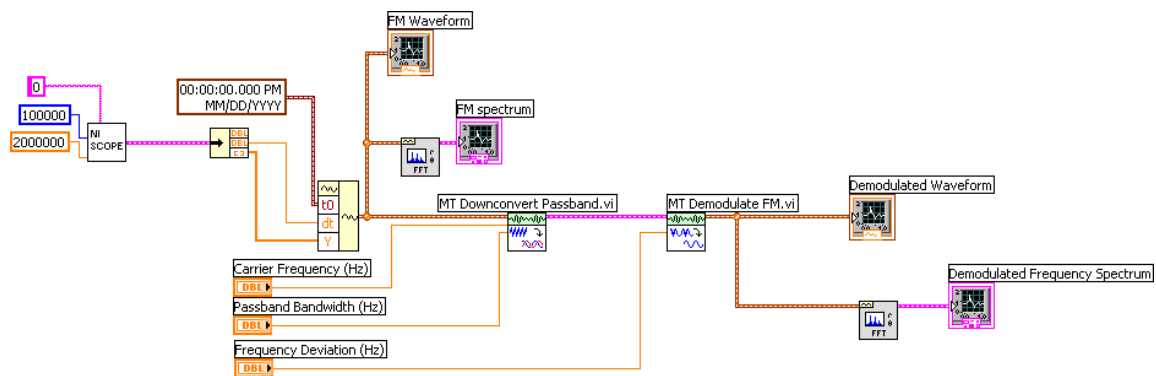 FM Waveform
0
00:00:00.000 PM
MM/DD/YYYY
FM spectrum
100000
2000000
NI
SCOPE
DBL
DBL
FFT
t0
dt
Y
MT Downconvert Passband.vi
MT Demodulate FM.vi
Demodulated Waveform
Carrier Frequency (Hz)
DBL
Passband Bandwidth (Hz)
DBL
Frequency Deviation (Hz)
DBL
Demodulated Frequency Spectrum
FFT